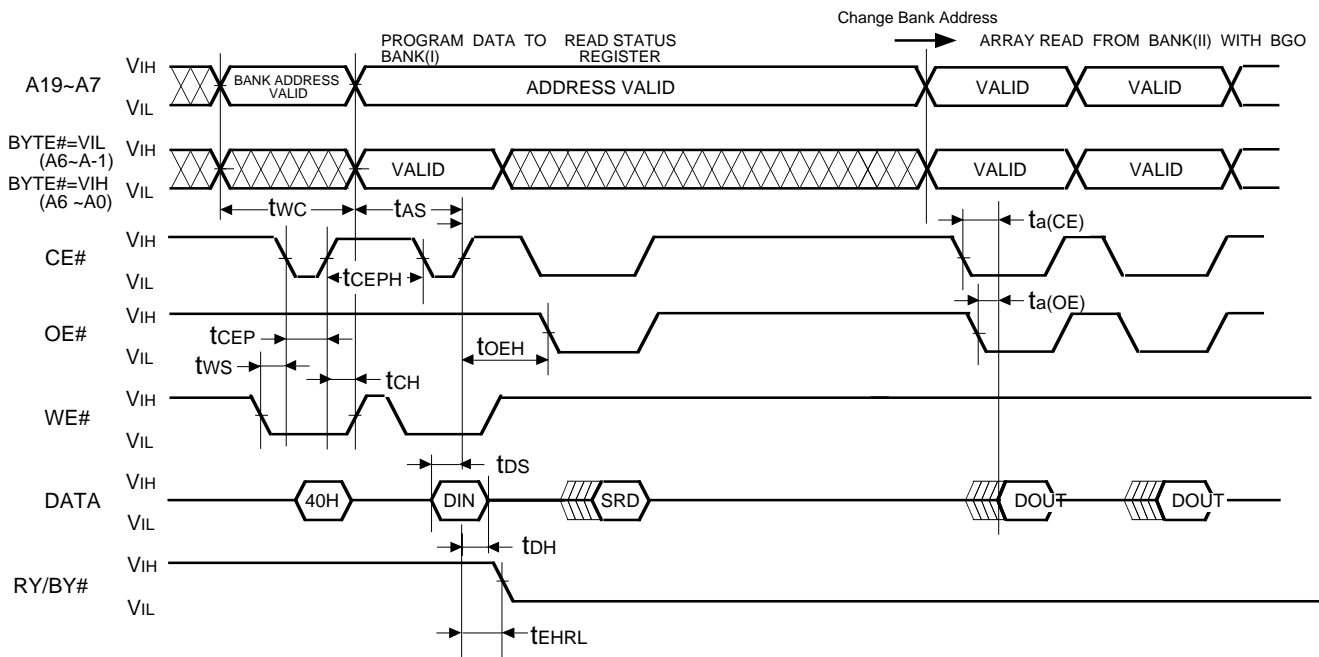 Change Bank Address
PROGRAM DATA TO BANK(I)
READ STATUS REGISTER
ARRAY READ FROM BANK(II) WITH BGO
A19~A7
VIH
VIL
BANK ADDRESS VALID
ADDRESS VALID
VALID
VALID
BYTE#=VIL
(A6~A-1)
BYTE#=VIH
(A6 ~A0)
VIH
VIL
VALID
VALID
VALID
tWC
tAS
ta(CE)
CE#
VIH
VIL
tCEPH
ta(OE)
OE#
VIH
VIL
tCEP
tOEH
tWS
tCH
WE#
VIH
VIL
tDS
DATA
VIH
VIL
40H
DIN
SRD
DOUT
DOUT
tDH
RY/BY#
VIH
VIL
tEHRL